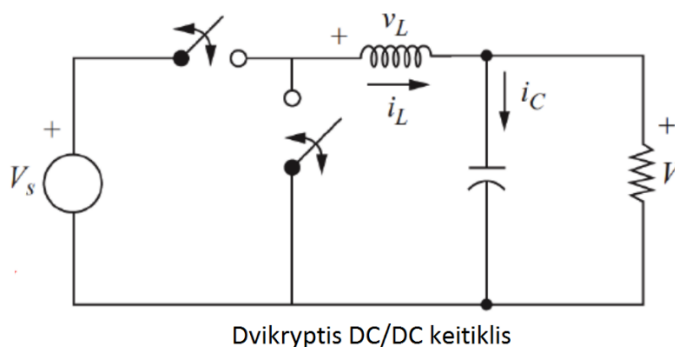 + v_L
i_L
i_C
+
V_s
+
V
Dvikryptis DC/DC keitiklis